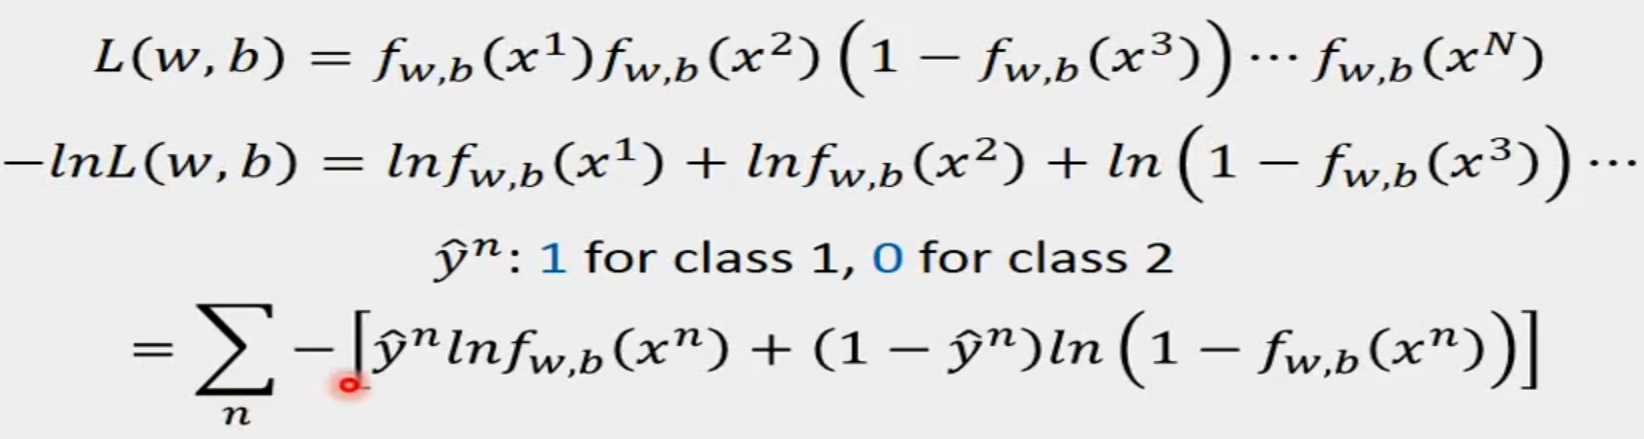 L(w, b) = f_{w,b}(x^1)f_{w,b}(x^2)(1 − f_{w,b}(x^3))⋯f_{w,b}(x^N)
−lnL(w, b) = lnf_{w,b}(x^1) + lnf_{w,b}(x^2) + ln(1 − f_{w,b}(x^3))⋯
ŷ^n: 1 for class 1, 0 for class 2
= ∑_n −[ŷ^n lnf_{w,b}(x^n) + (1 − ŷ^n)ln(1 − f_{w,b}(x^n))]